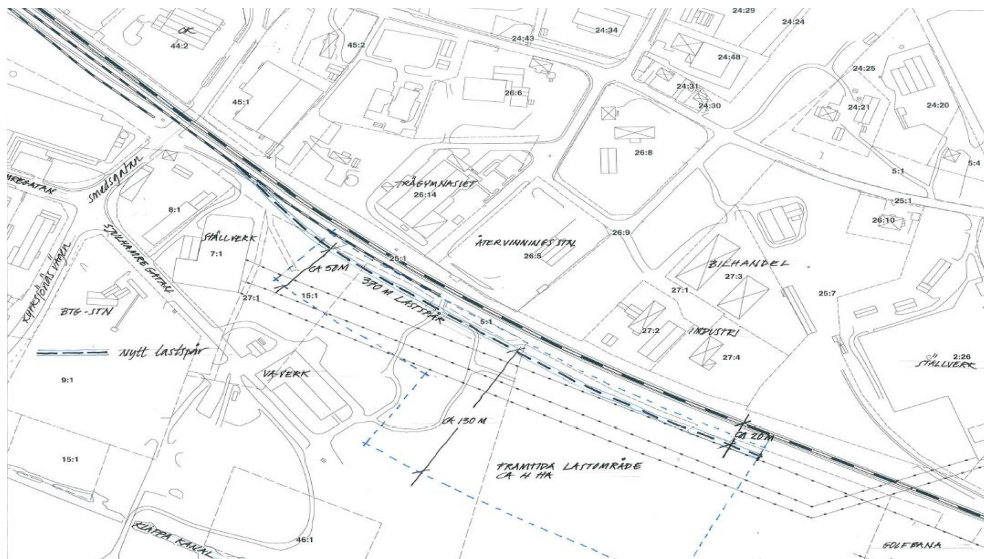 24:29
24:24
OK
44:2
24:43
24:34
45:2
24:48
24:25
24:31
24:30
24:21
24:20
45:1
26:6
26:8
5:4
5:1
TRÄGYMNASIET
26:14
25:1
SMEDSGATAN
8:1
STÄLLVERK
7:1
STÅLHAMREGATAN
KYRKSJÖNÄSVÄGEN
26:10
ÅTERVINNINGSSTN
26:5
26:9
BILHANDEL
27:3
27:1
25:7
25:1
CA 50M
370 M LASTSPÅR
27:1
15:1
5:1
27:2
INDUSTRI
27:4
BTG-STN
Nytt lastspår
9:1
VA-VERK
2:26
STÄLLVERK
CA 130 M
CA 20M
FRAMTIDA LASTOMRÅDE
CA 4 HA
15:1
KLÄPPA KANAL
46:1
GOLFBANA